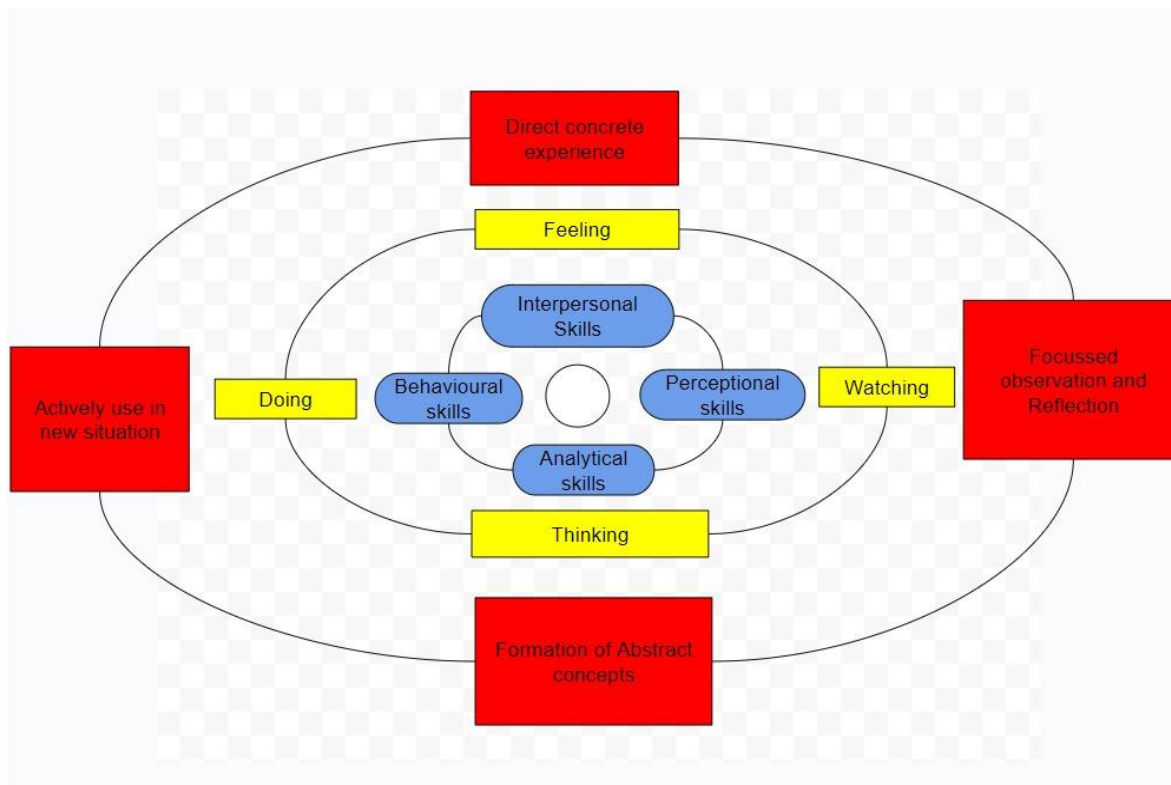 Direct concrete
experience
Feeling
Interpersonal
Skills
Actively use in
new situation
Doing
Behavioural
skills
Perceptional
skills
Watching
Focussed
observation and
Reflection
Analytical
skills
Thinking
Formation of Abstract
concepts